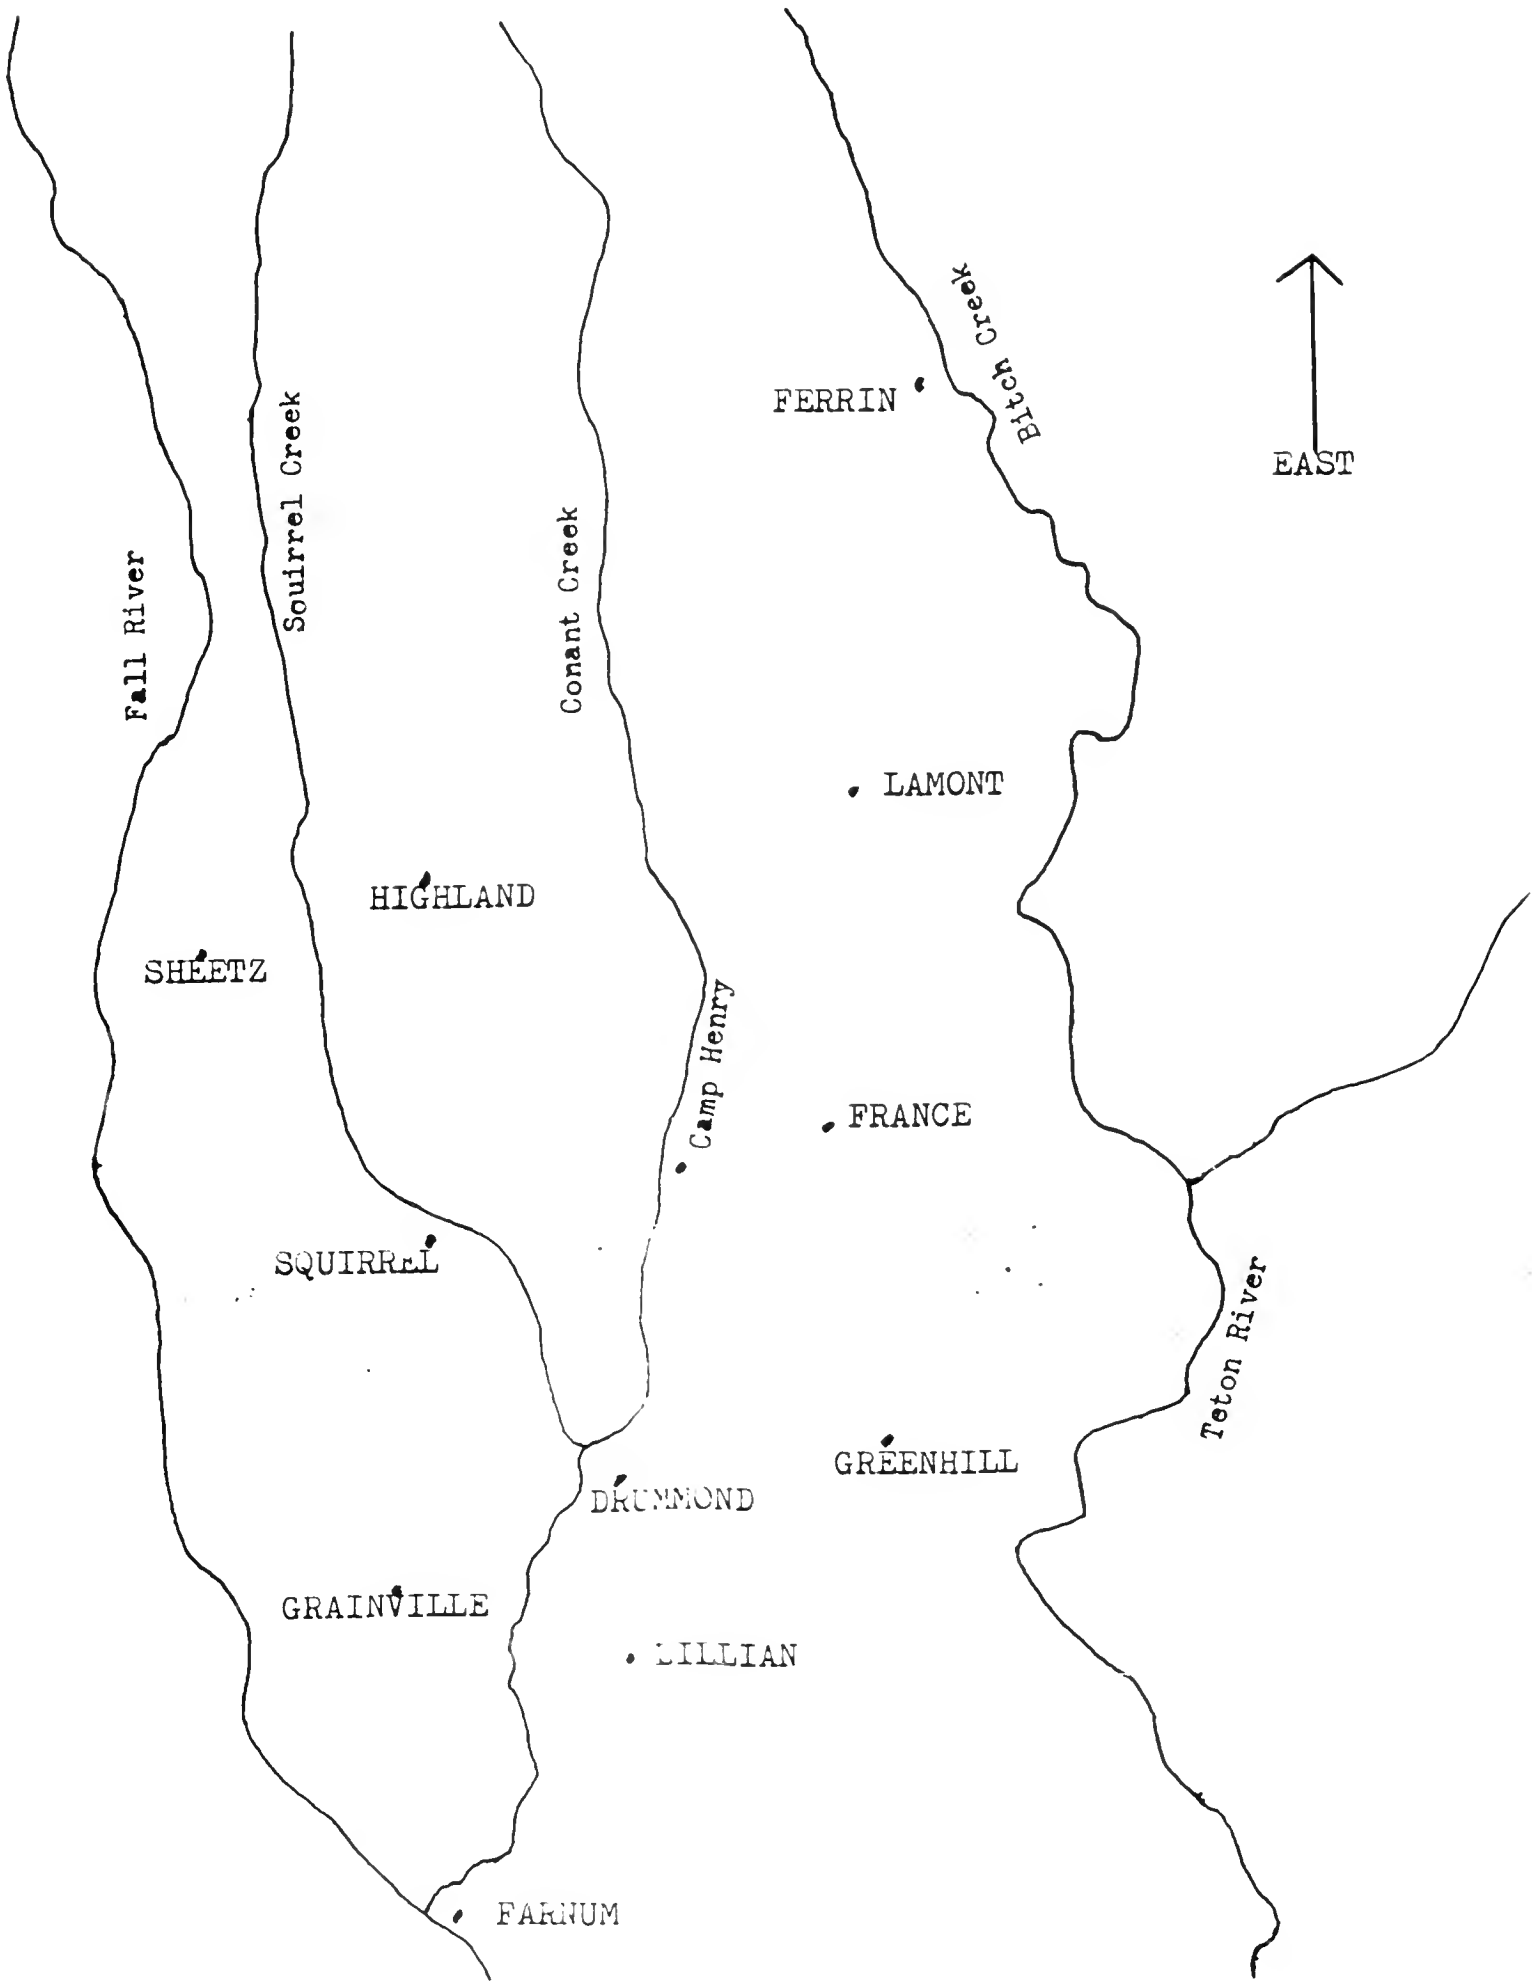 Bitch Creek
FERRIN
EAST
Souirrel Creek
Conant Creek
Fall River
LAMONT
HIGHLAND
SHEETZ
Camp Henry
FRANCE
SQUIRREL
Teton River
GREENHILL
DRUMMOND
GRAINVILLE
LILLIAN
FARNUM